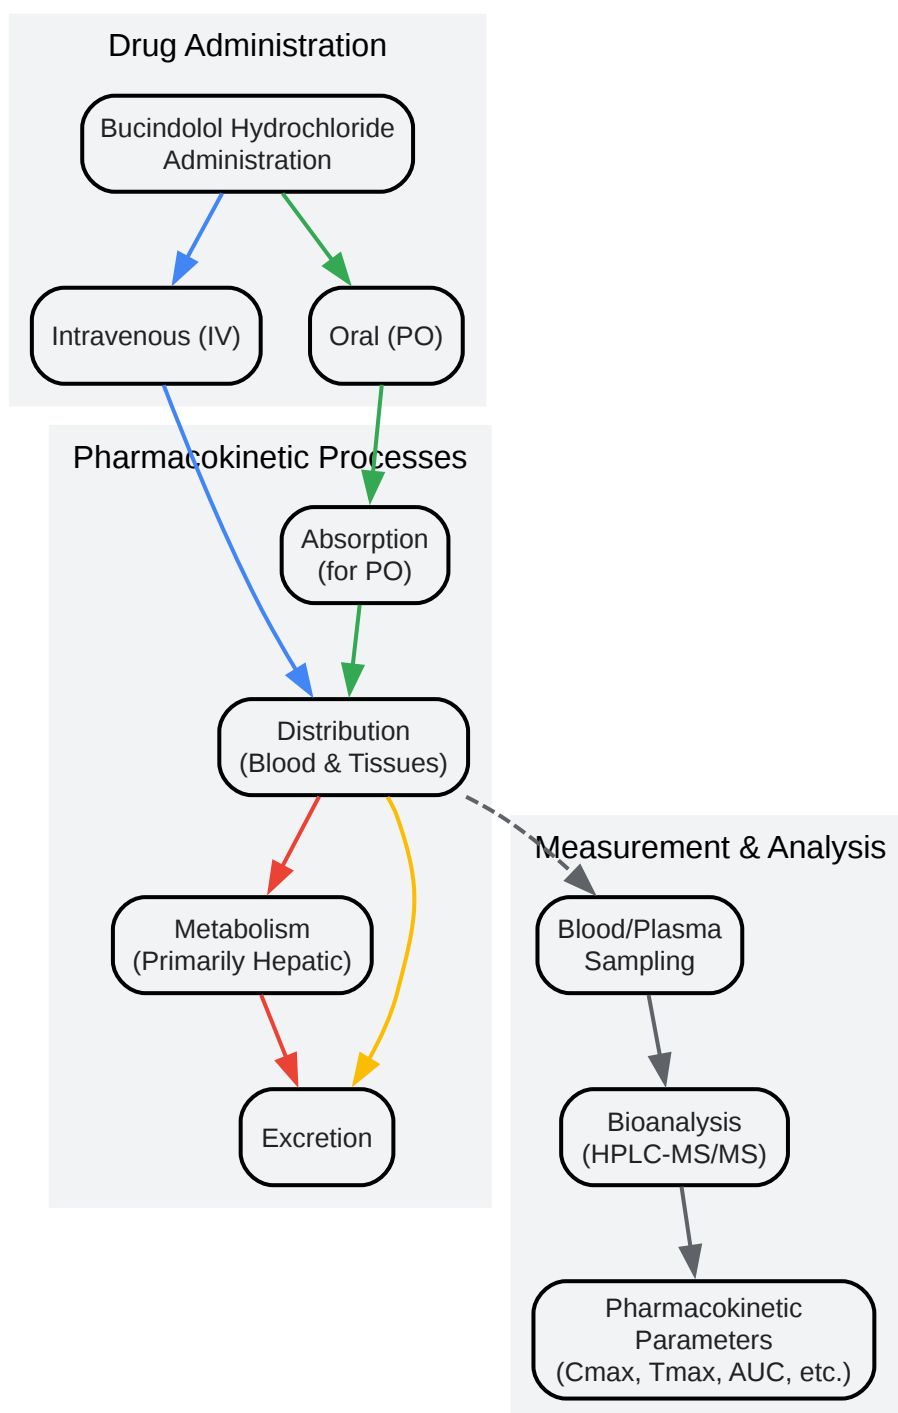 Drug Administration
Bucindolol Hydrochloride
Administration
Intravenous (IV)
Oral (PO)
Pharmacokinetic Processes
Absorption
(for PO)
Distribution
(Blood & Tissues)
Metabolism
(Primarily Hepatic)
Excretion
Measurement & Analysis
Blood/Plasma
Sampling
Bioanalysis
(HPLC-MS/MS)
Pharmacokinetic
Parameters
(Cmax, Tmax, AUC, etc.)